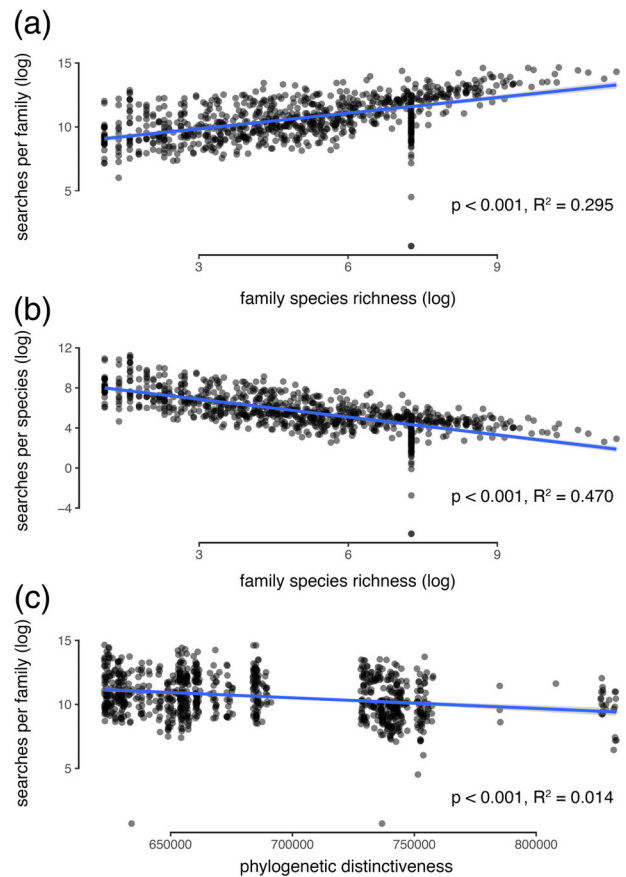 (a)
searches per family (log)
15
10
5
p < 0.001, R² = 0.295
3 6 9
family species richness (log)
(b)
searches per species (log)
12
8
4
0
−4
p < 0.001, R² = 0.470
3 6 9
family species richness (log)
(c)
searches per family (log)
15
10
5
p < 0.001, R² = 0.014
650000 700000 750000 800000
phylogenetic distinctiveness